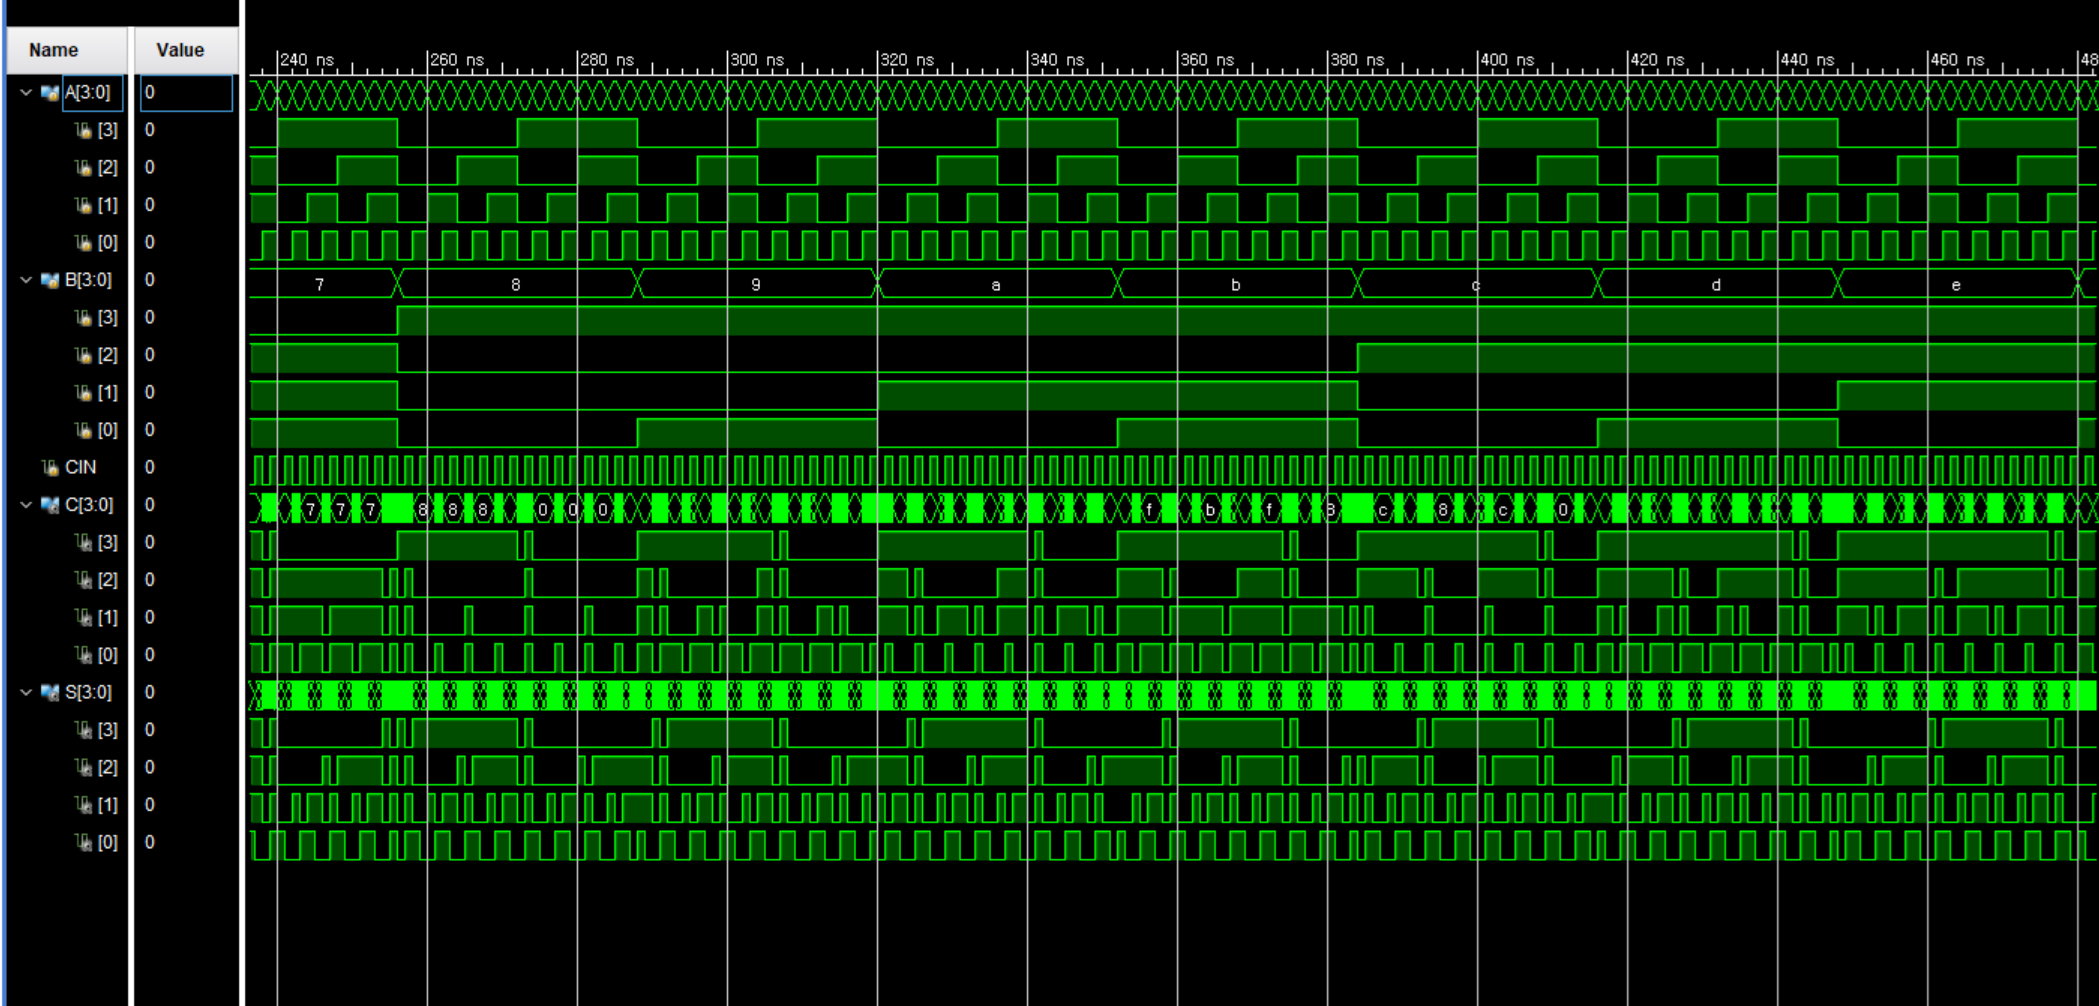 Name Value
240 ns 260 ns 280 ns 300 ns 320 ns 340 ns 360 ns 380 ns 400 ns 420 ns 440 ns 460 ns 48
A[3:0] 0
[3] 0
[2] 0
[1] 0
[0] 0
B[3:0] 0 7 8 9 a b c d e
[3] 0
[2] 0
[1] 0
[0] 0
CIN 0
C[3:0] 0 7 7 7 8 8 8 0 0 0 f b f 8 c 8 c 0
[3] 0
[2] 0
[1] 0
[0] 0
S[3:0] 0
[3] 0
[2] 0
[1] 0
[0] 0